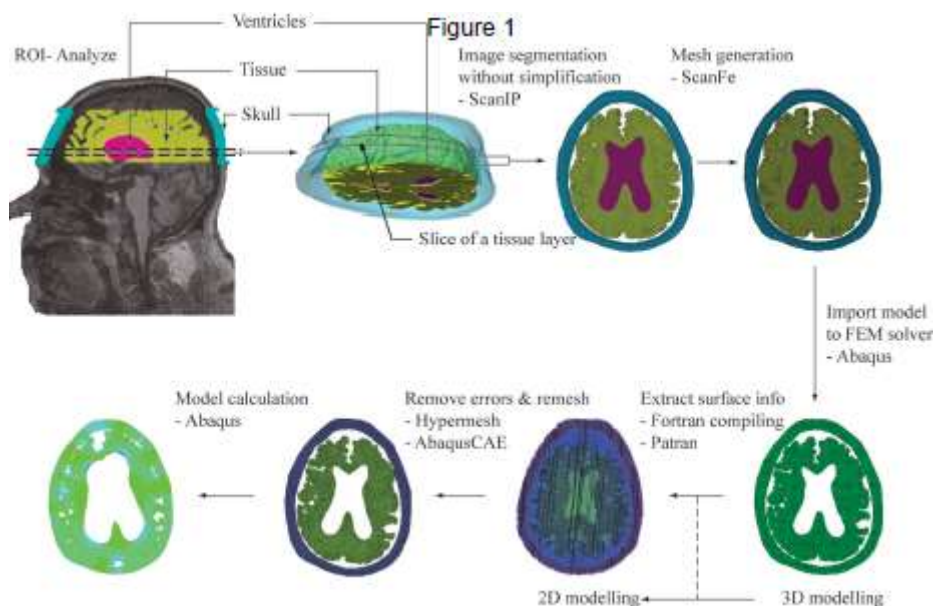 Figure 1
Ventricles
ROI- Analyze
Tissue
Skull
Slice of a tissue layer
Image segmentation
without simplification
- ScanIP
Mesh generation
- ScanFe
Import model
to FEM solver
- Abaqus
Model calculation
- Abaqus
Remove errors & remesh
- Hypermesh
- AbaqusCAE
Extract surface info
- Fortran compiling
- Patran
2D modelling
3D modelling